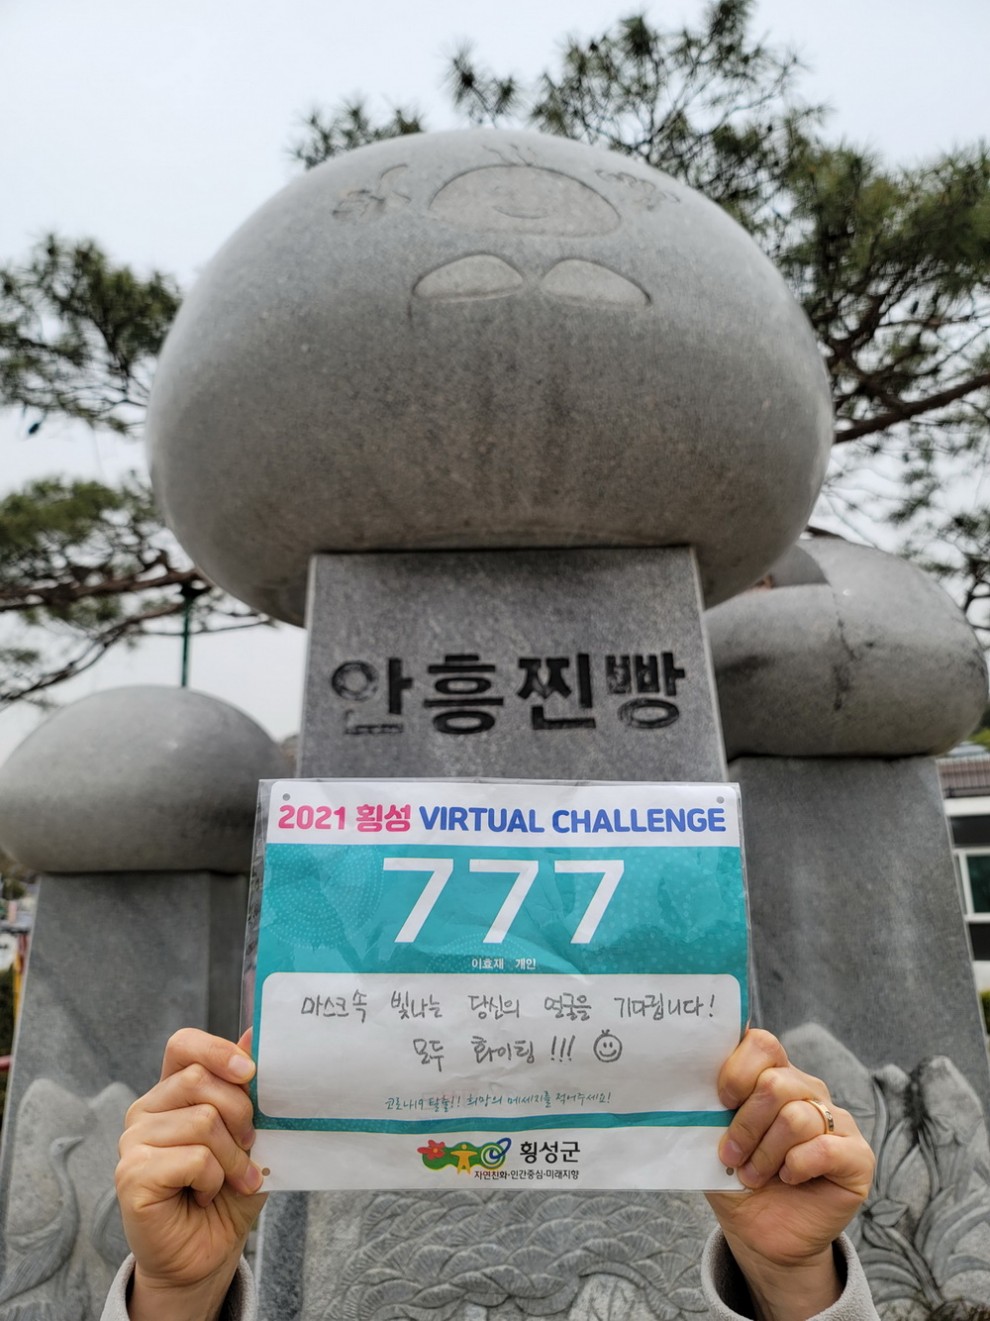 안흥찐빵
2021 횡성 VIRTUAL CHALLENGE
777
이효재 개인
마스크속 빛나는 당신의 얼굴을 기다립니다!
모두 화이팅!!!
코로나19 탈출!! 희망의 메세지를 적어주세요!
횡성군
자연친화·인간중심·미래지향